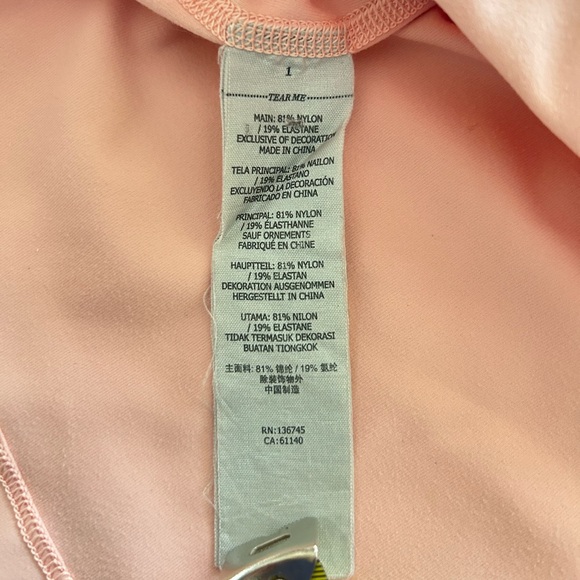 1
TEAR ME
MAIN: 81% NYLON
/ 19% ELASTANE
EXCLUSIVE OF DECORATION
MADE IN CHINA
TELA PRINCIPAL: 81% NAILON
/ 19% ELASTANO
EXCLUYENDO LA DECORACIÓN
FABRICADO EN CHINA
PRINCIPAL: 81% NYLON
/ 19% ÉLASTHANNE
SAUF ORNEMENTS
FABRIQUÉ EN CHINE
HAUPTTEIL: 81% NYLON
/ 19% ELASTAN
DEKORATION AUSGENOMMEN
HERGESTELLT IN CHINA
UTAMA: 81% NILON
/ 19% ELASTANE
TIDAK TERMASUK DEKORASI
BUATAN TIONGKOK
主面料: 81% 锦纶 / 19% 氨纶
除装饰物外
中国制造
RN:136745
CA:61140